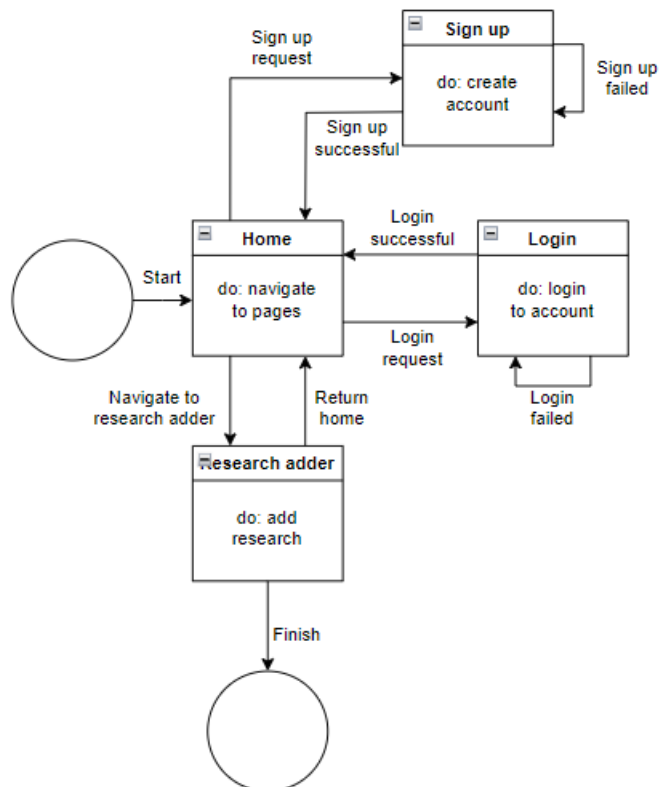 Sign up
Sign up
request
do: create
account
Sign up
failed
Sign up
successful
Home
Login
successful
Login
Start
do: navigate
to pages
do: login
to account
Login
request
Navigate to
research adder
Return
home
Login
failed
Research adder
do: add
research
Finish